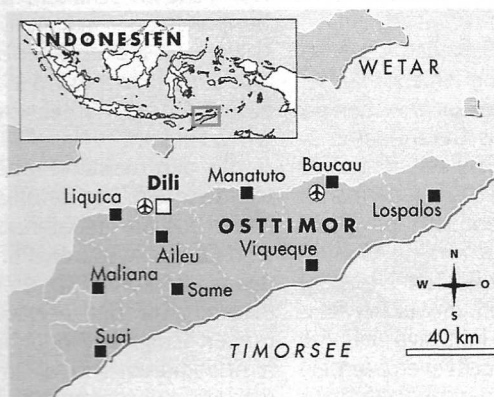 INDONESIEN
WETAR
Baucau
Manatuto
Dili
Liquica
Lospalos
OSTTIMOR
Viqueque
Aileu
Maliana
Same
Suai
TIMORSEE
N
W O
S
40 km